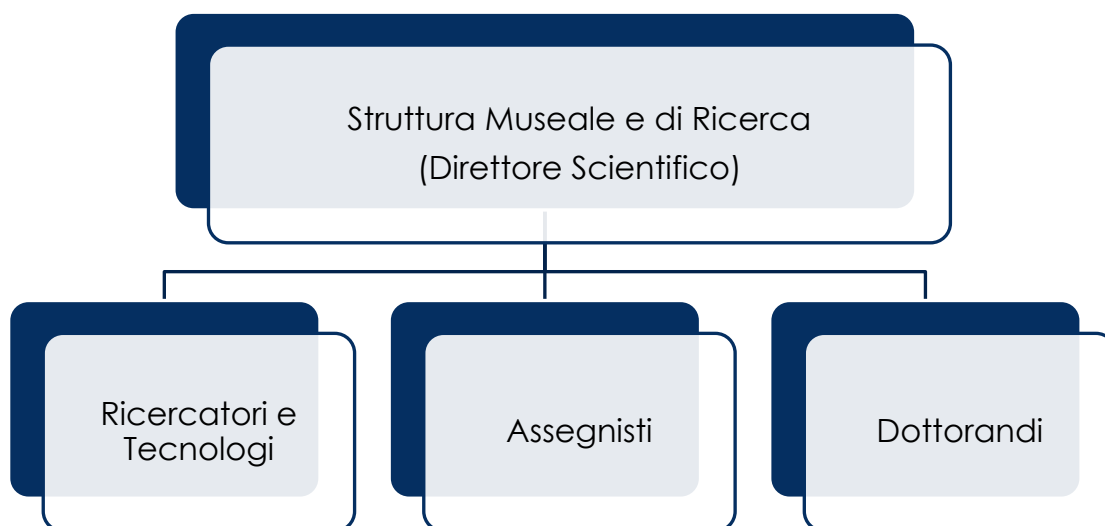 Struttura Museale e di Ricerca
(Direttore Scientifico)
Ricercatori e
Tecnologi
Assegnisti
Dottorandi